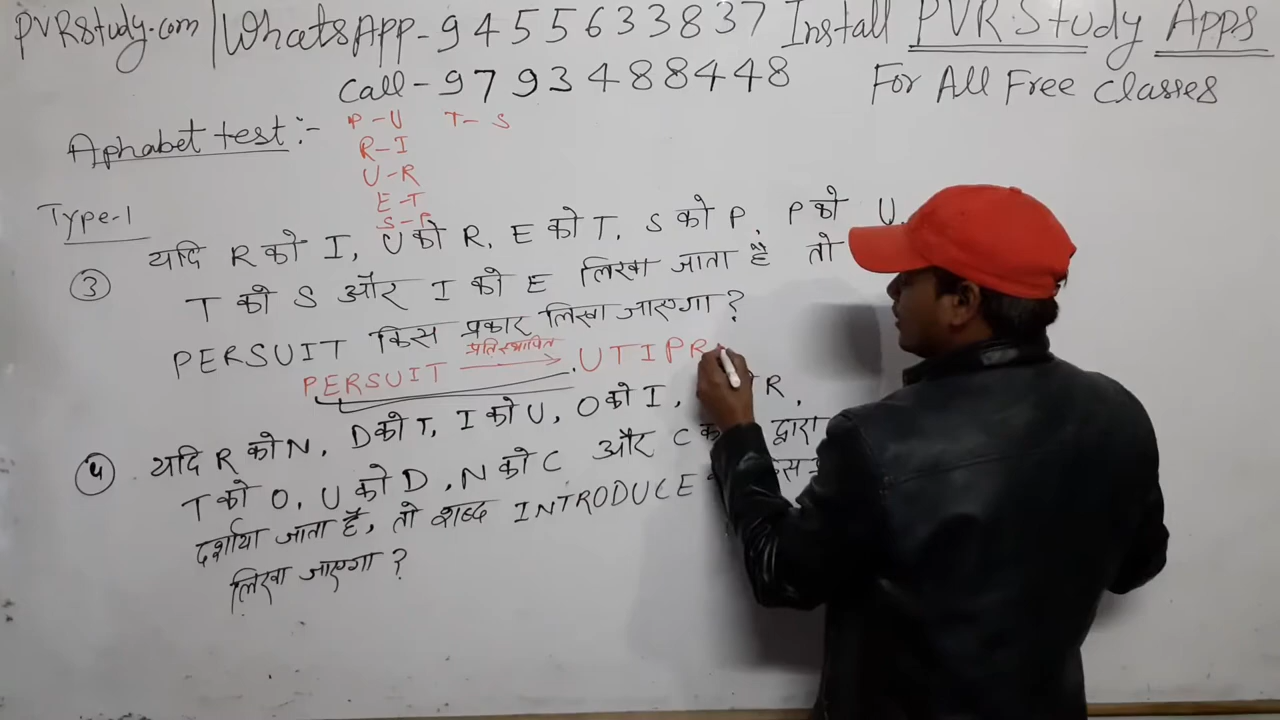 PVRStudy.com | WhatsApp - 9455633837 Install PVR Study Apps
Call - 9793488448 For All Free Classes
Aphabet test :-
P - U T - S
R - I
U - R
E - T
S - P
Type-1
③ यदि R को I, U को R, E को T, S को P, P को U,
T को S और I को E लिखा जाता है तो
PERSUIT किस प्रकार लिखा जाएगा ?
PERSUIT प्रतिस्थापित UTIPR
④ यदि R को N, D को T, I को U, O को I, R,
T को O, U को D, N को C और C द्वारा
दर्शाया जाता है, तो शब्द INTRODUCE
लिखा जाएगा ?